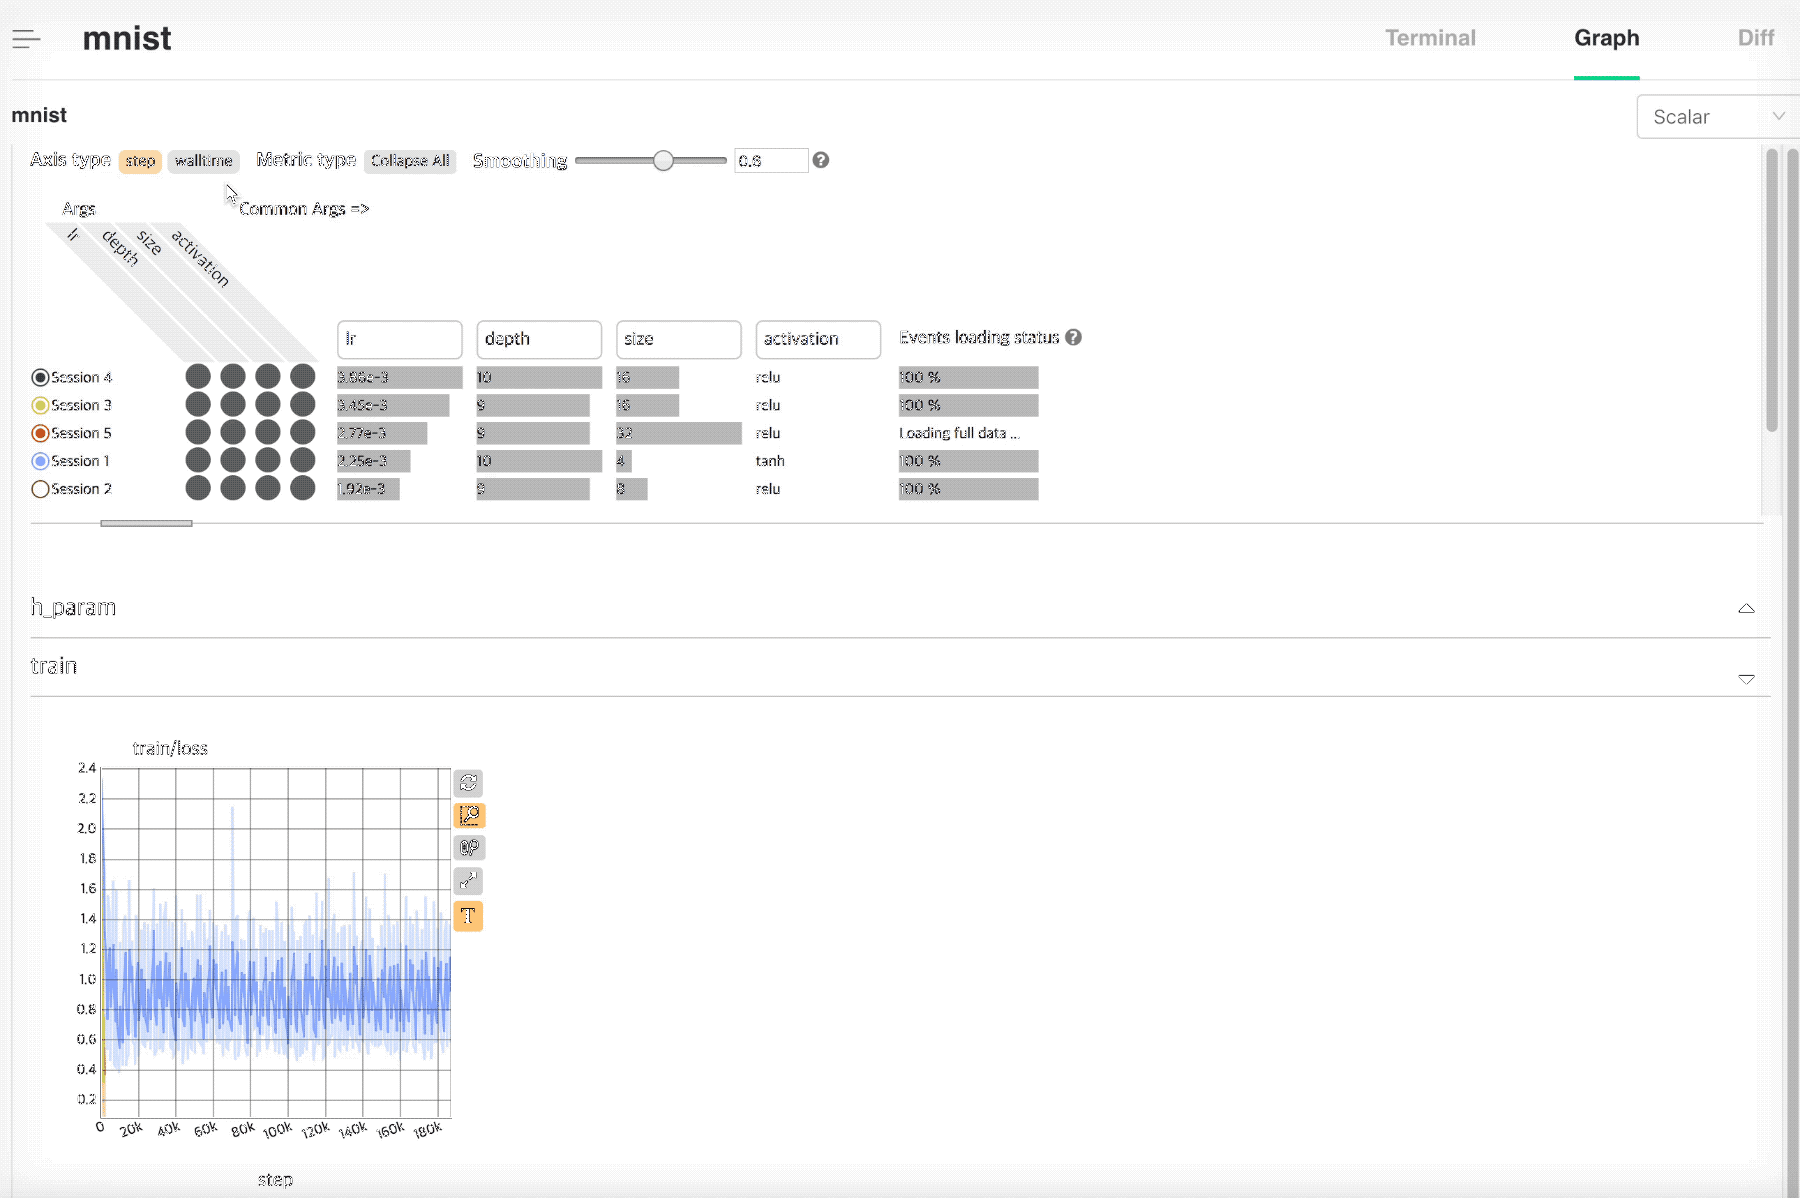 mnist
Terminal Graph Diff
mnist
Scalar
Axis type step walltime Metric type Collapse All Smoothing 0.6
Args
Common Args =>
lr depth size activation
lr depth size activation Events loading status
Session 4 3.96e-3 10 16 relu 100 %
Session 3 3.45e-3 9 16 relu 100 %
Session 5 2.77e-3 9 32 relu Loading full data ...
Session 1 2.25e-3 10 4 tanh 100 %
Session 2 1.92e-3 9 8 relu 100 %
h_param
train
train/loss
2.4
2.2
2.0
1.8
1.6
1.4
T
1.2
1.0
0.8
0.6
0.4
0.2
0 20k 40k 60k 80k 100k 120k 140k 160k 180k
step